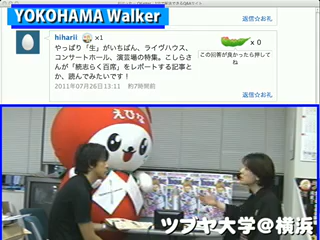 YOKOHAMA Walker
hiharii ×1
やっぱり「生」がいちばん、ライヴハウス、
コンサートホール、演芸場の特集。こしらさ
んが「続志らく百席」をレポートする記事と
か、読んでみたいです！
2011年07月26日 13:11 約7時間前
返信☆お礼
× 0
この回答が良かったら押して
ね
返信☆お礼
えびな
ツブヤ大学@横浜